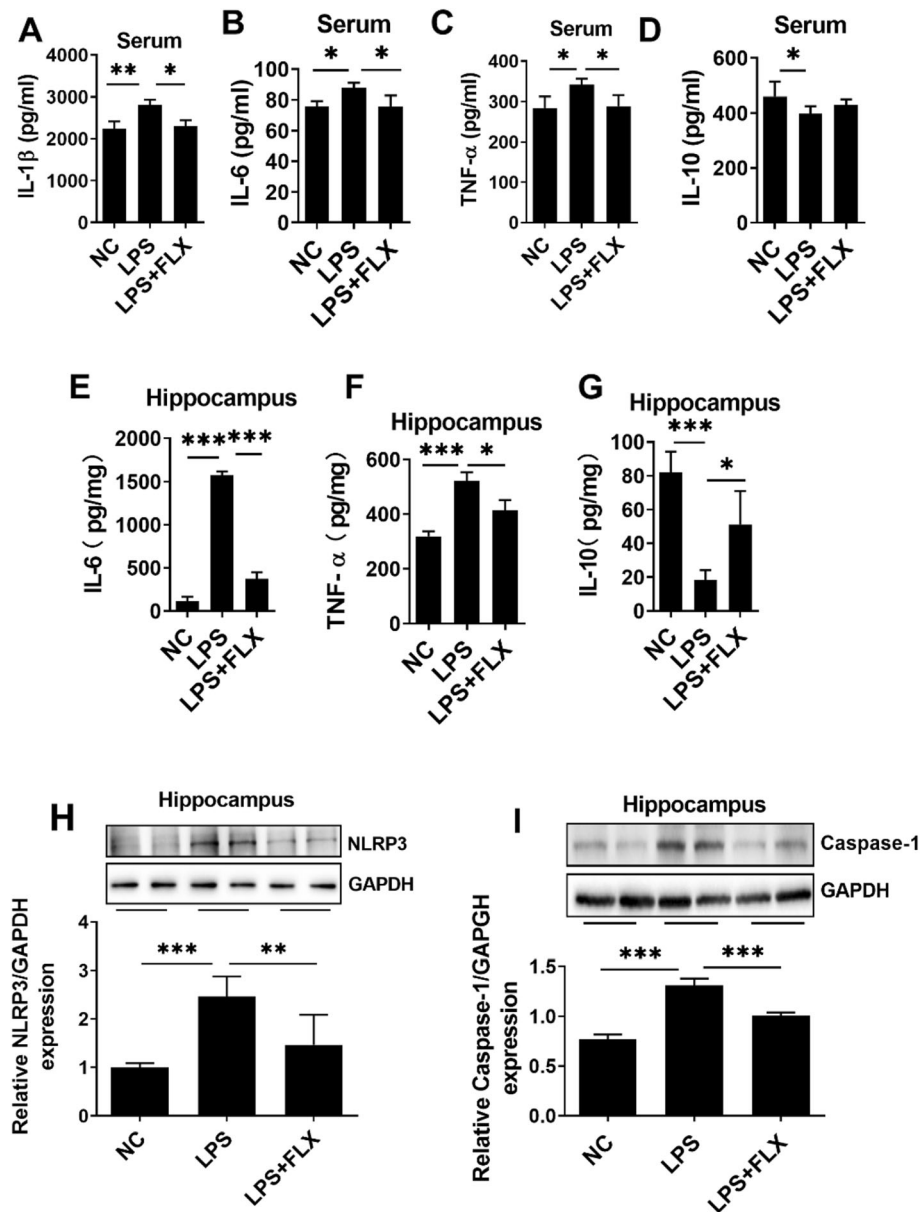 A
Serum
IL-1β (pg/ml)
3000
2000
1000
0
**
*
NC
LPS
LPS+FLX
B
Serum
IL-6 (pg/ml)
100
80
60
40
20
0
*
*
NC
LPS
LPS+FLX
C
Serum
TNF-α (pg/ml)
400
300
200
100
0
*
*
NC
LPS
LPS+FLX
D
Serum
IL-10 (pg/ml)
600
400
200
0
*
NC
LPS
LPS+FLX
E
Hippocampus
IL-6 ( pg/mg)
2000
1500
1000
500
0
***
***
NC
LPS
LPS+FLX
F
Hippocampus
TNF- α ( pg/mg)
600
400
200
0
***
*
NC
LPS
LPS+FLX
G
Hippocampus
IL-10( pg/mg)
100
80
60
40
20
0
***
*
NC
LPS
LPS+FLX
H
Hippocampus
NLRP3
GAPDH
Relative NLRP3/GAPDH
expression
4
3
2
1
0
***
**
NC
LPS
LPS+FLX
I
Hippocampus
Caspase-1
GAPDH
Relative Caspase-1/GAPGH
expression
1.5
1.0
0.5
0.0
***
***
NC
LPS
LPS+FLX